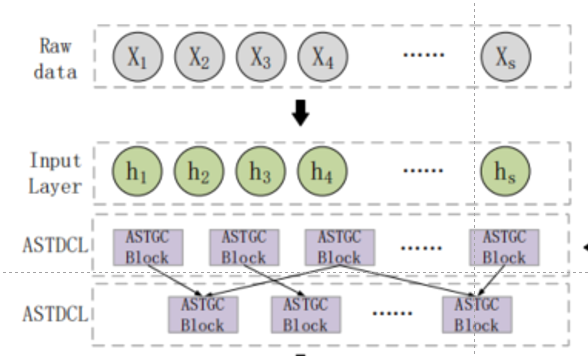 Raw
data
X1 X2 X3 X4 ...... Xs
Input
Layer
h1 h2 h3 h4 ...... hs
ASTDCL
ASTGC
Block
ASTGC
Block
ASTGC
Block
......
ASTGC
Block
ASTDCL
ASTGC
Block
ASTGC
Block
......
ASTGC
Block